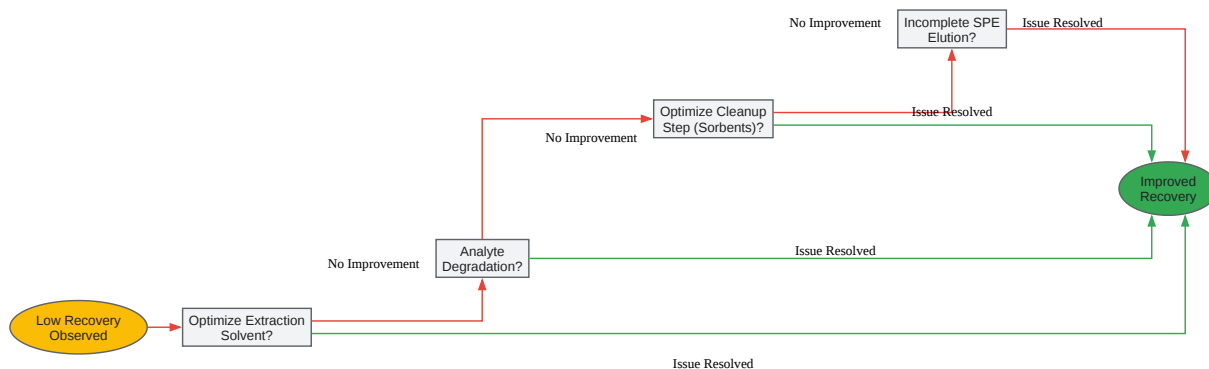 No Improvement
Incomplete SPE
Elution?
Issue Resolved
Optimize Cleanup
Step (Sorbents)?
Issue Resolved
No Improvement
Improved
Recovery
Analyte
Degradation?
Issue Resolved
No Improvement
Low Recovery
Observed
Optimize Extraction
Solvent?
Issue Resolved